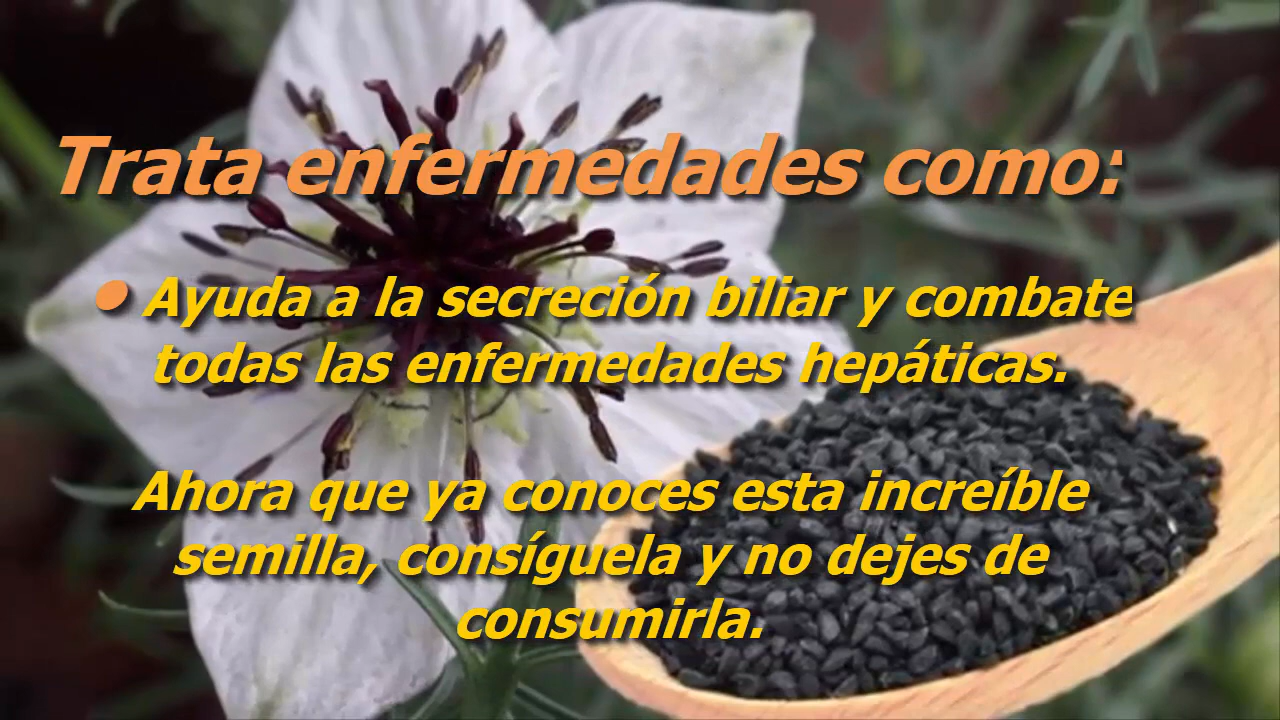 Trata enfermedades como:
• Ayuda a la secreción biliar y combate
todas las enfermedades hepáticas.
Ahora que ya conoces esta increíble
semilla, consíguela y no dejes de
consumirla.